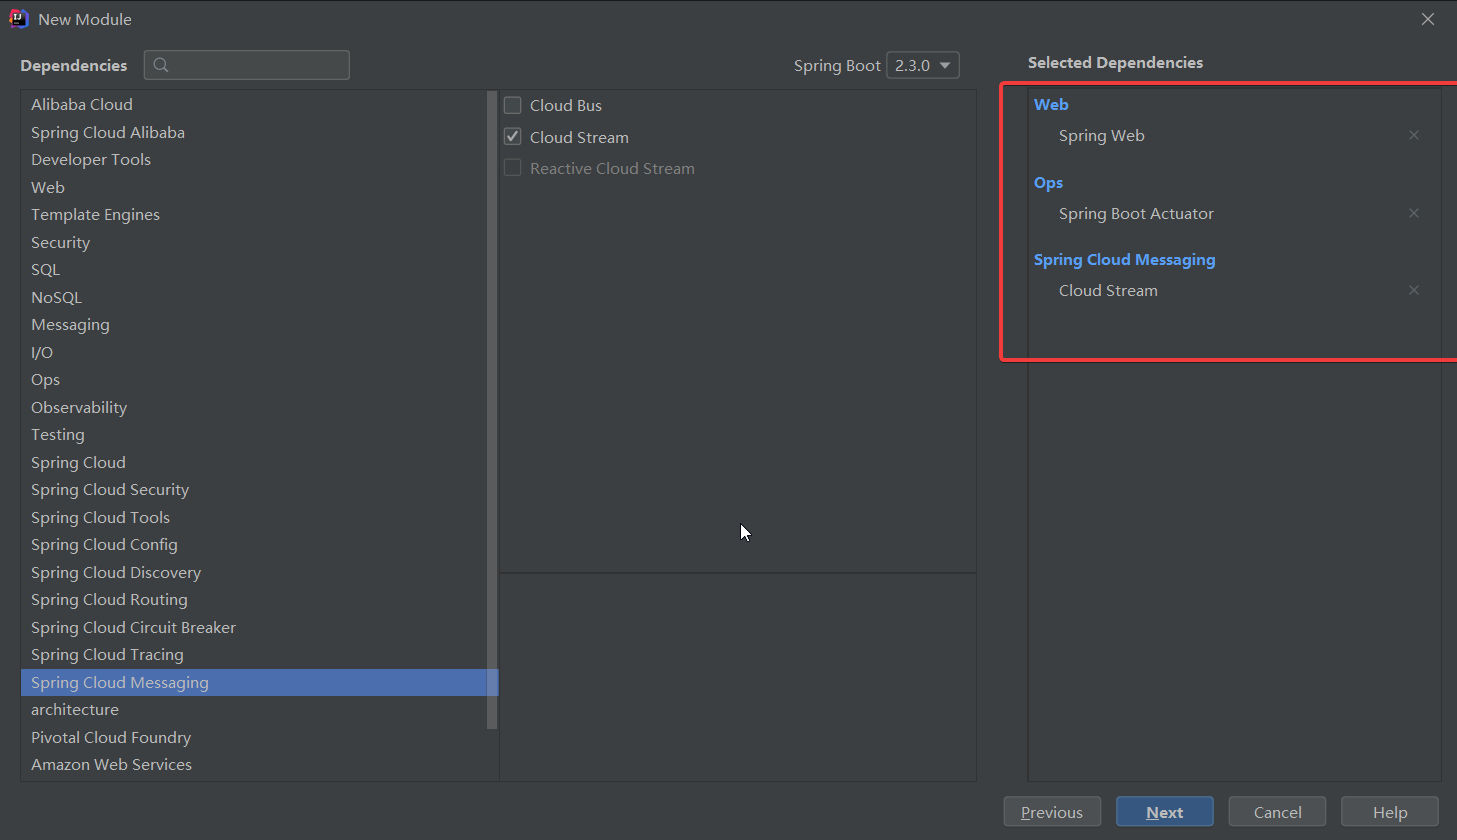 New Module
Dependencies
Spring Boot 2.3.0
Alibaba Cloud
Spring Cloud Alibaba
Developer Tools
Web
Template Engines
Security
SQL
NoSQL
Messaging
I/O
Ops
Observability
Testing
Spring Cloud
Spring Cloud Security
Spring Cloud Tools
Spring Cloud Config
Spring Cloud Discovery
Spring Cloud Routing
Spring Cloud Circuit Breaker
Spring Cloud Tracing
Spring Cloud Messaging
architecture
Pivotal Cloud Foundry
Amazon Web Services
Cloud Bus
Cloud Stream
Reactive Cloud Stream
Selected Dependencies
Web
Spring Web
Ops
Spring Boot Actuator
Spring Cloud Messaging
Cloud Stream
Previous
Next
Cancel
Help